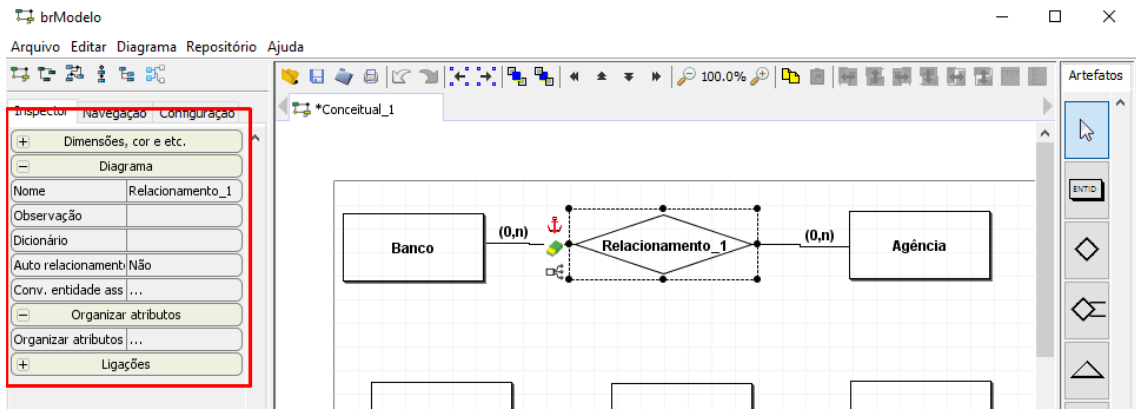 brModelo
Arquivo Editar Diagrama Repositório Ajuda
100.0%
Artefatos
Inspector Navegação Configuração
*Conceitual_1
Dimensões, cor e etc.
Diagrama
Nome Relacionamento_1
Observação
Dicionário
Auto relacionament Não
Conv. entidade ass ...
Organizar atributos
Organizar atributos ...
Ligações
Banco
(0,n)
Relacionamento_1
(0,n)
Agência
ENTID